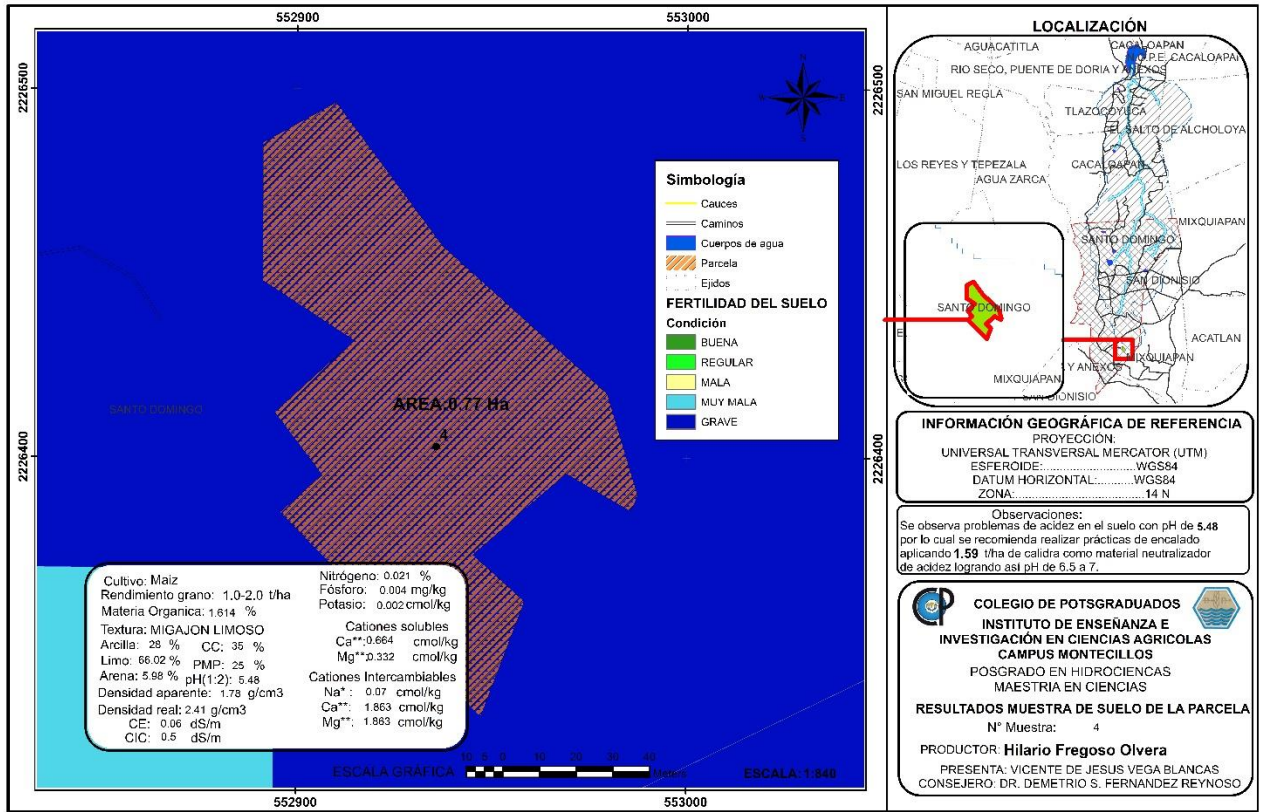 552900
553000
2226500
2226500
2226400
2226400
SANTO DOMINGO
AREA:0.77 Ha
4
Simbología
Cauces
Caminos
Cuerpos de agua
Parcela
Ejidos
FERTILIDAD DEL SUELO
Condición
BUENA
REGULAR
MALA
MUY MALA
GRAVE
Cultivo: Maiz
Rendimiento grano: 1.0-2.0 t/ha
Materia Organica: 1.614 %
Textura: MIGAJON LIMOSO
Arcilla: 28 % CC: 35 %
Limo: 66.02 % PMP: 25 %
Arena: 5.98 % pH(1:2): 5.48
Densidad aparente: 1.78 g/cm3
Densidad real: 2.41 g/cm3
CE: 0.06 dS/m
CIC: 0.5 dS/m
Nitrógeno: 0.021 %
Fósforo: 0.004 mg/kg
Potasio: 0.002 cmol/kg
Cationes solubles
Ca⁺⁺: 0.664 cmol/kg
Mg⁺⁺: 0.332 cmol/kg
Cationes Intercambiables
Na⁺ : 0.07 cmol/kg
Ca⁺⁺: 1.863 cmol/kg
Mg⁺⁺: 1.863 cmol/kg
ESCALA GRÁFICA
10 5 0 10 20 30 40
Meters
ESCALA: 1:840
552900
553000
LOCALIZACIÓN
AGUACATITLA
CACALOAPAN
N.C.P.E. CACALOAPAN
RIO SECO, PUENTE DE DORIA Y ANEXOS
SAN MIGUEL REGLA
TLAZOCOYUCA
EL SALTO DE ALCHOLOYA
LOS REYES Y TEPEZALA
CACALOAPAN
AGUA ZARCA
MIXQUIAPAN
SANTO DOMINGO
SAN DIONISIO
SANTO DOMINGO
E.
ACATLAN
MIXQUIAPAN
Y ANEXOS
MIXQUIAPAN
SAN DIONISIO
INFORMACIÓN GEOGRÁFICA DE REFERENCIA
PROYECCIÓN:
UNIVERSAL TRANSVERSAL MERCATOR (UTM)
ESFEROIDE:.....................WGS84
DATUM HORIZONTAL:..........WGS84
ZONA:.............................14 N
Observaciones:
Se observa problemas de acidez en el suelo con pH de 5.48
por lo cual se recomienda realizar prácticas de encalado
aplicando 1.59 t/ha de calidra como material neutralizador
de acidez logrando así pH de 6.5 a 7.
CP
COLEGIO DE POTSGRADUADOS
INSTITUTO DE ENSEÑANZA E
INVESTIGACIÓN EN CIENCIAS AGRICOLAS
CAMPUS MONTECILLOS
POSGRADO EN HIDROCIENCAS
MAESTRIA EN CIENCIAS
RESULTADOS MUESTRA DE SUELO DE LA PARCELA
N° Muestra: 4
PRODUCTOR: Hilario Fregoso Olvera
PRESENTA: VICENTE DE JESUS VEGA BLANCAS
CONSEJERO: DR. DEMETRIO S. FERNANDEZ REYNOSO